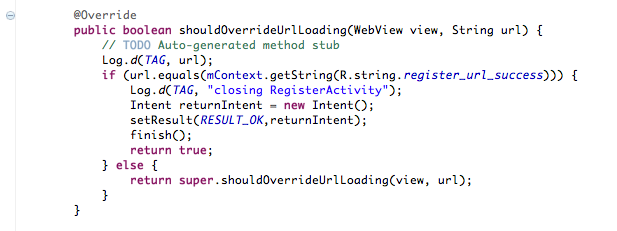 @Override
public boolean shouldOverrideUrlLoading(WebView view, String url) {
// TODO Auto-generated method stub
Log.d(TAG, url);
if (url.equals(mContext.getString(R.string.register_url_success))) {
Log.d(TAG, "closing RegisterActivity");
Intent returnIntent = new Intent();
setResult(RESULT_OK,returnIntent);
finish();
return true;
} else {
return super.shouldOverrideUrlLoading(view, url);
}
}